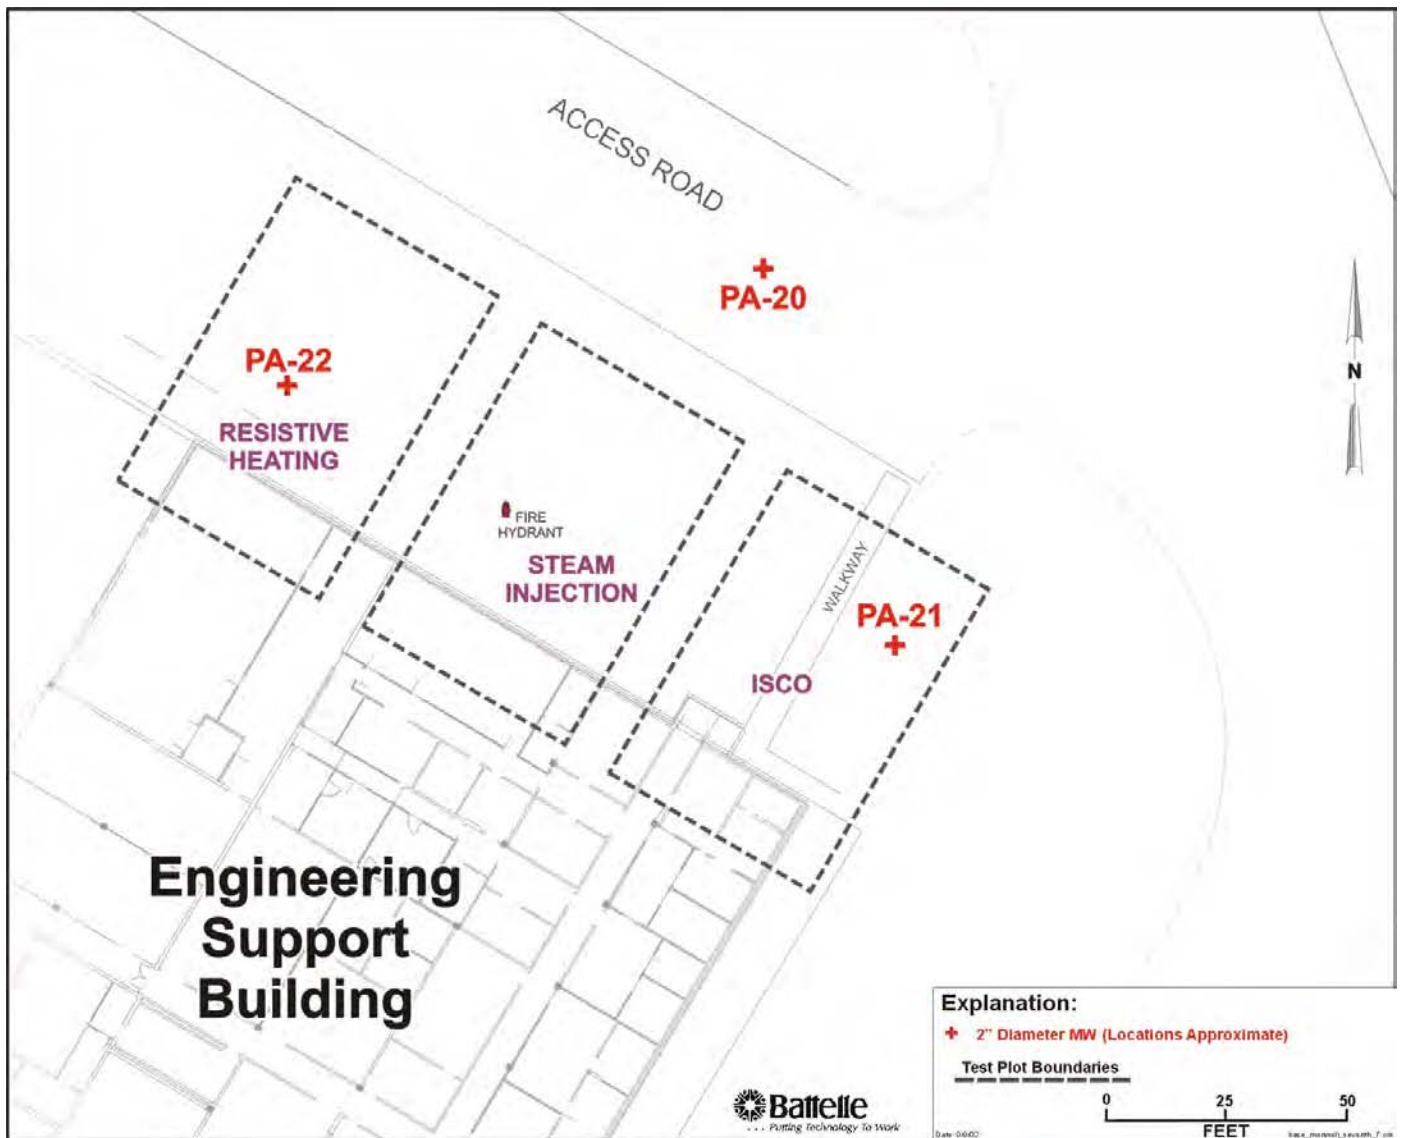 ACCESS ROAD
PA-20
PA-22
RESISTIVE
HEATING
N
FIRE
HYDRANT
STEAM
INJECTION
WALKWAY
PA-21
ISCO
Engineering
Support
Building
Explanation:
2" Diameter MW (Locations Approximate)
Test Plot Boundaries
0 25 50
FEET
Battelle
... Putting Technology To Work